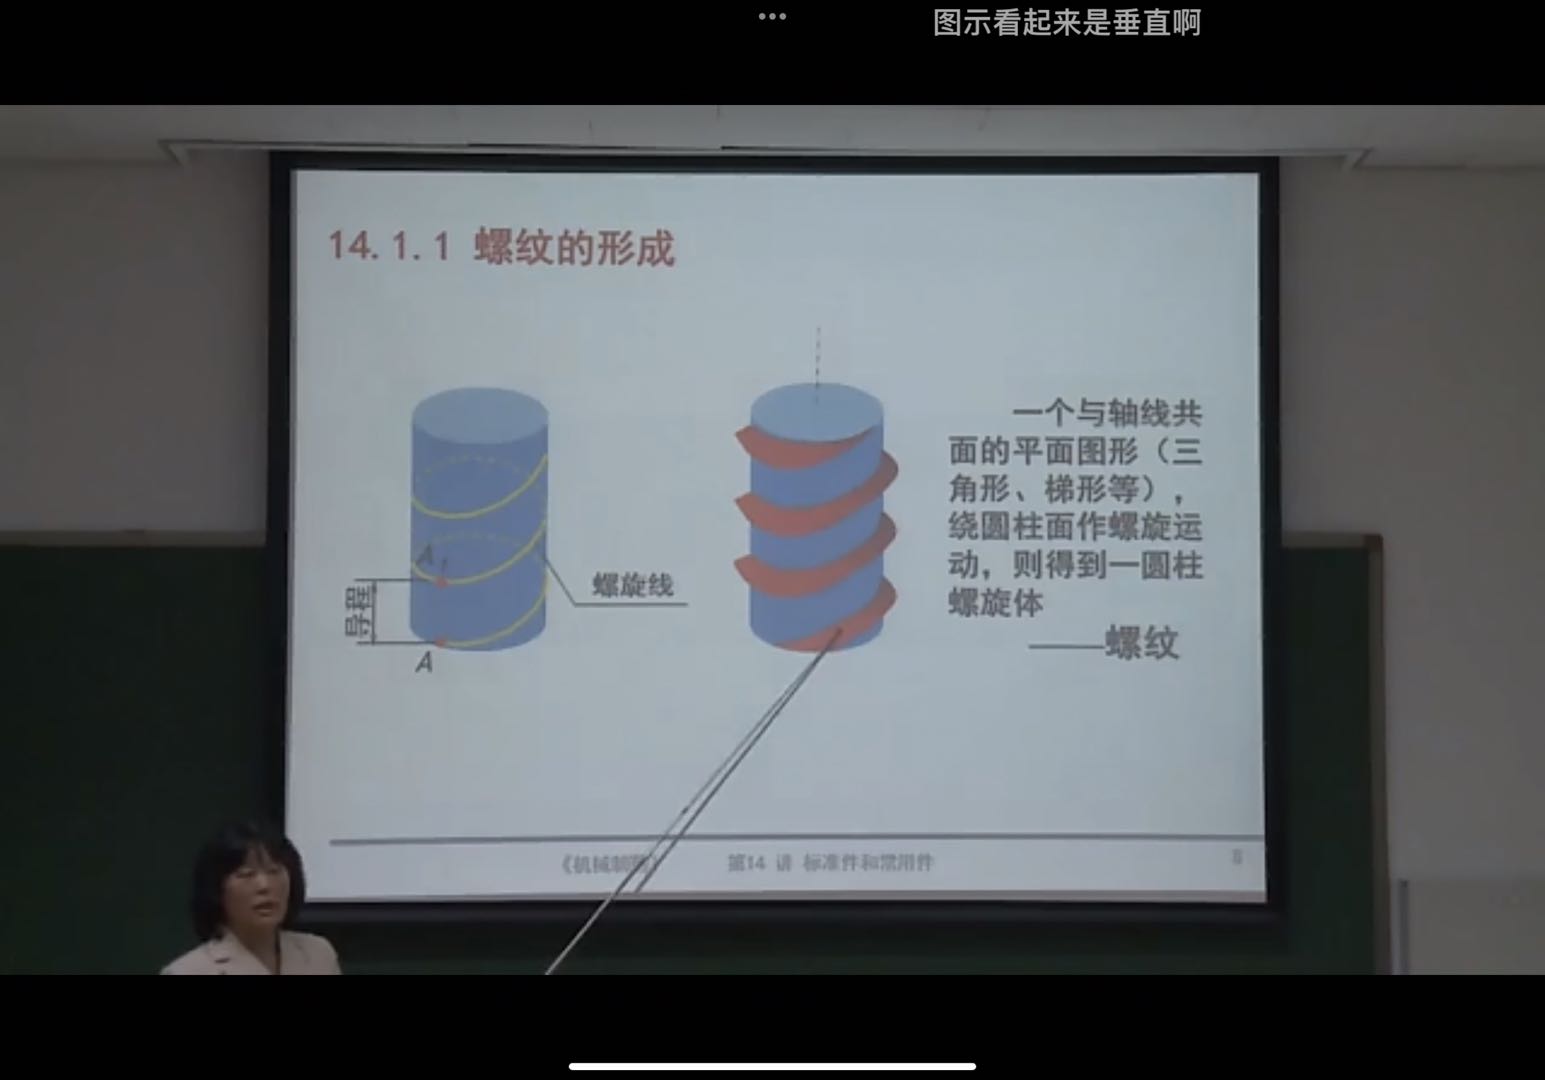 图示看起来是垂直啊
14.1.1 螺纹的形成
一个与轴线共
面的平面图形（三
角形、梯形等），
绕圆柱面作螺旋运
动，则得到一圆柱
螺旋体
——螺纹
螺旋线
导程
A
A
《机械制图》
第14 讲 标准件和常用件
8